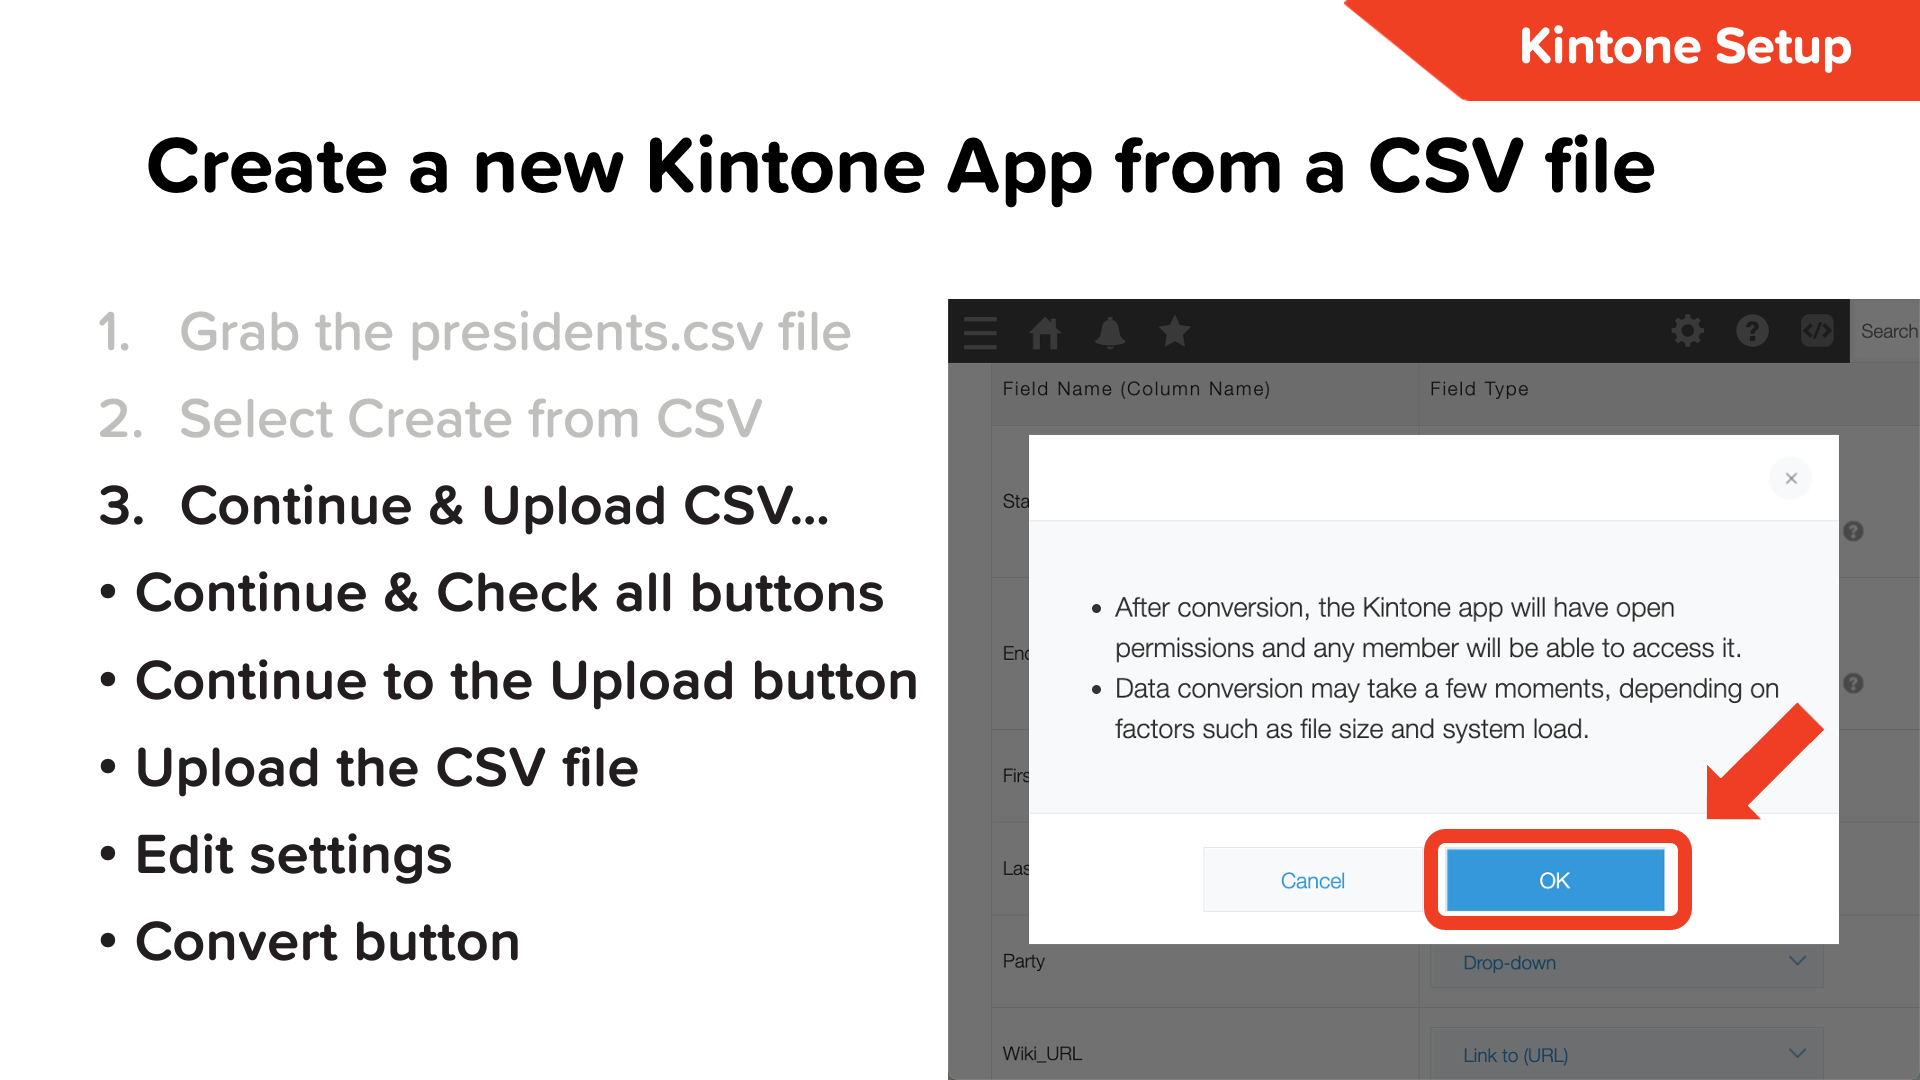 Kintone Setup
Create a new Kintone App from a CSV file
1. Grab the presidents.csv file
2. Select Create from CSV
3. Continue & Upload CSV...
• Continue & Check all buttons
• Continue to the Upload button
• Upload the CSV file
• Edit settings
• Convert button
Search
Field Name (Column Name) Field Type
• After conversion, the Kintone app will have open
permissions and any member will be able to access it.
• Data conversion may take a few moments, depending on
factors such as file size and system load.
Cancel OK
Party Drop-down
Wiki_URL Link to (URL)